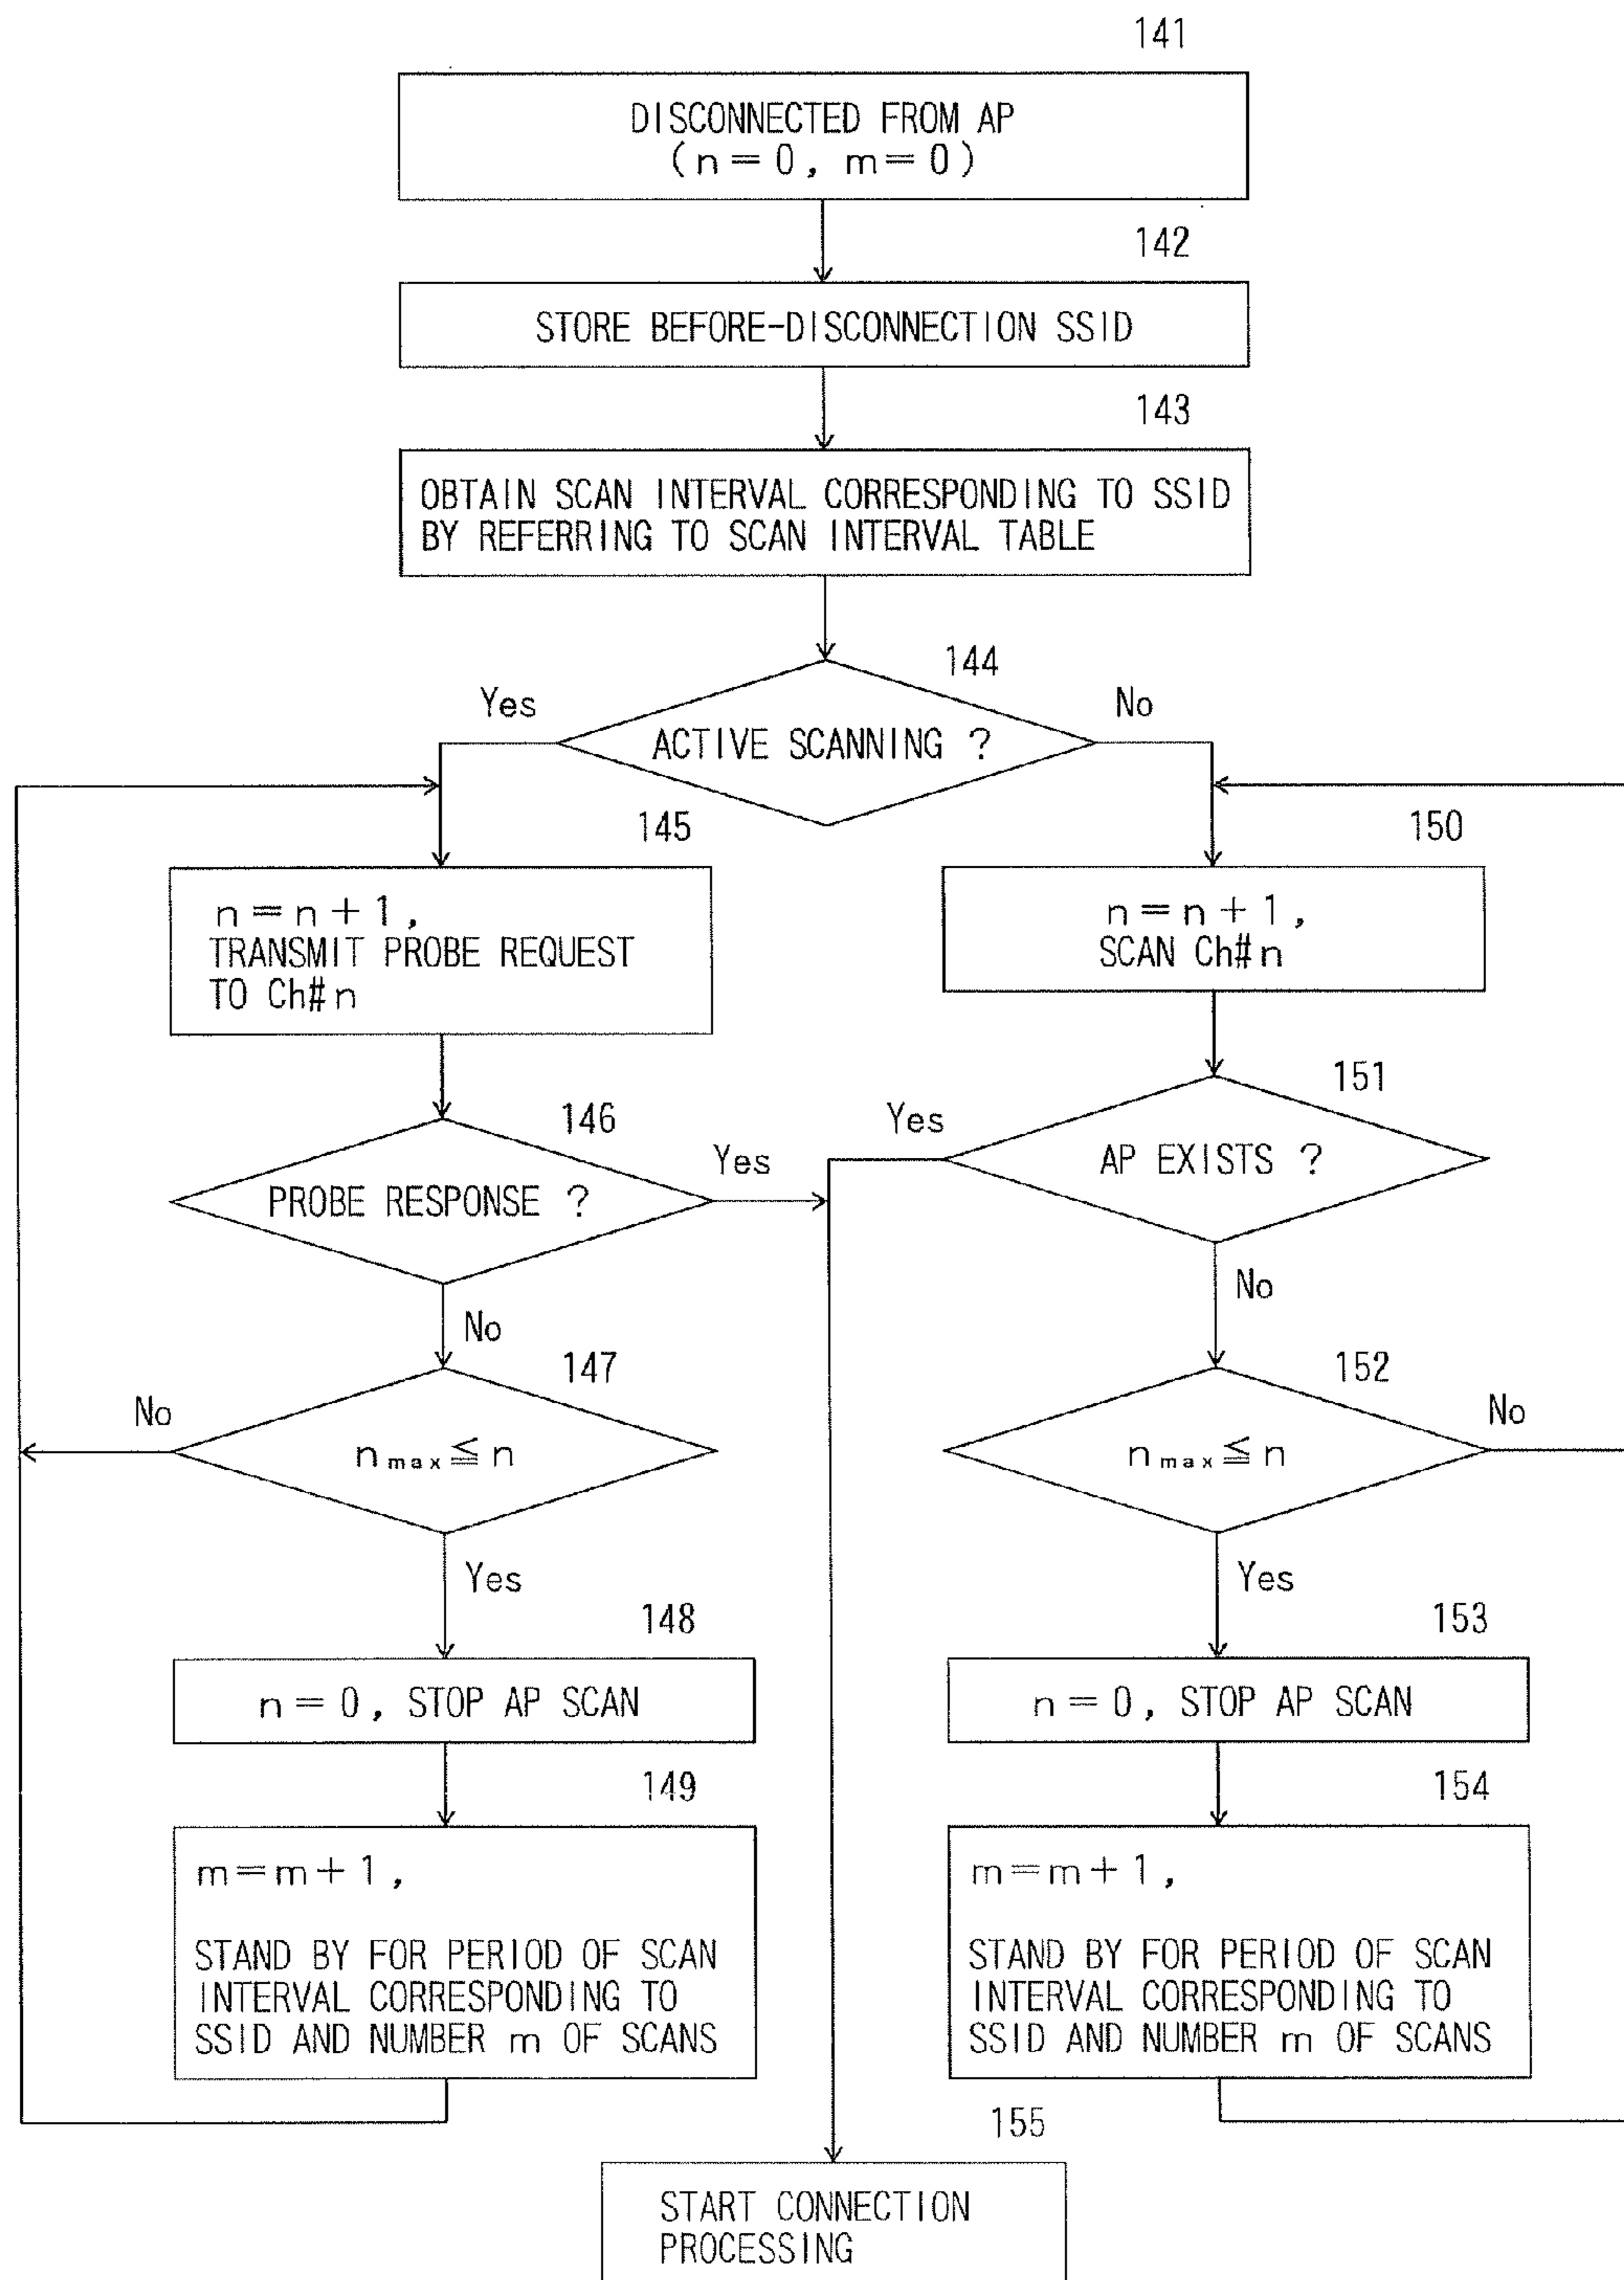 141
DISCONNECTED FROM AP
(n=0, m=0)
142
STORE BEFORE-DISCONNECTION SSID
143
OBTAIN SCAN INTERVAL CORRESPONDING TO SSID
BY REFERRING TO SCAN INTERVAL TABLE
144
Yes
ACTIVE SCANNING ?
No
145
n=n+1,
TRANSMIT PROBE REQUEST
TO Ch#n
150
n=n+1,
SCAN Ch#n
146
PROBE RESPONSE ?
Yes
No
151
Yes
AP EXISTS ?
No
147
No
nmax≦n
Yes
152
No
nmax≦n
Yes
148
n=0, STOP AP SCAN
153
n=0, STOP AP SCAN
149
m=m+1,
STAND BY FOR PERIOD OF SCAN
INTERVAL CORRESPONDING TO
SSID AND NUMBER m OF SCANS
154
m=m+1,
STAND BY FOR PERIOD OF SCAN
INTERVAL CORRESPONDING TO
SSID AND NUMBER m OF SCANS
155
START CONNECTION
PROCESSING